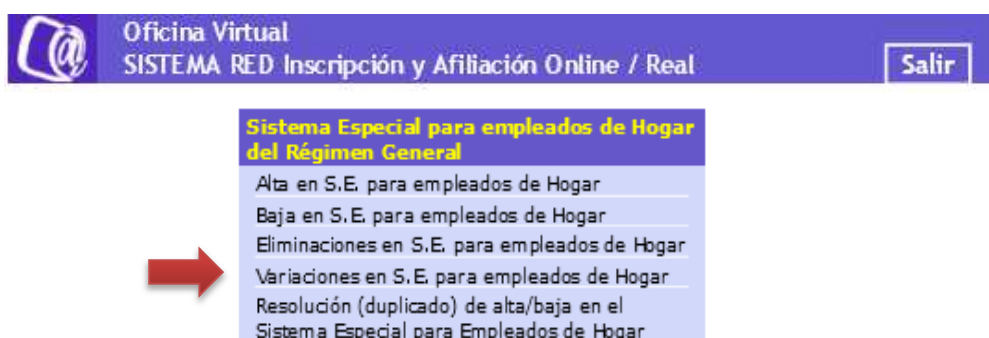 Oficina Virtual
SISTEMA RED Inscripción y Afiliación Online / Real
Salir
Sistema Especial para empleados de Hogar
del Régimen General
Alta en S.E. para empleados de Hogar
Baja en S.E. para empleados de Hogar
Eliminaciones en S.E. para empleados de Hogar
Variaciones en S.E. para empleados de Hogar
Resolución (duplicado) de alta/baja en el
Sistema Especial para Empleados de Hogar